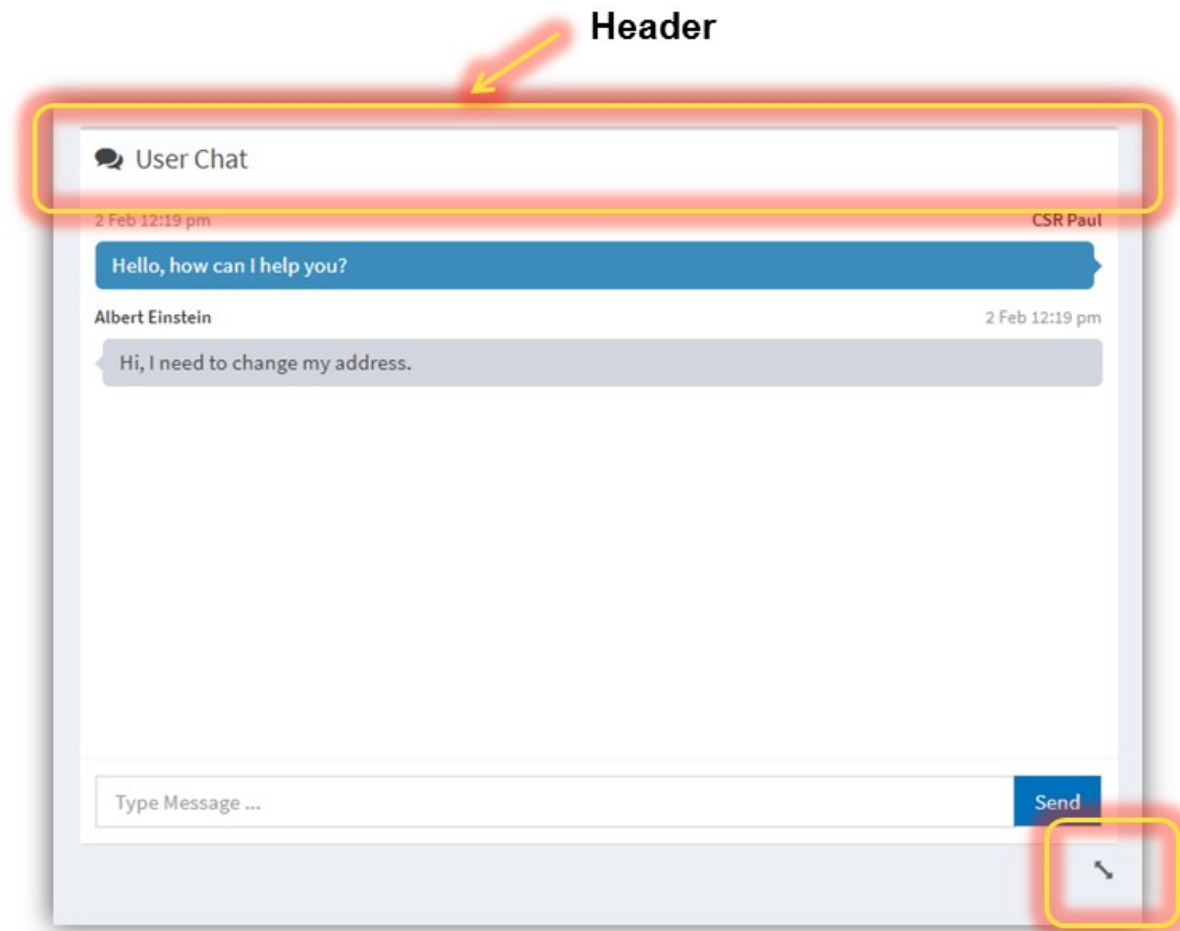 Header
User Chat
2 Feb 12:19 pm CSR Paul
Hello, how can I help you?
Albert Einstein 2 Feb 12:19 pm
Hi, I need to change my address.
Type Message ... Send